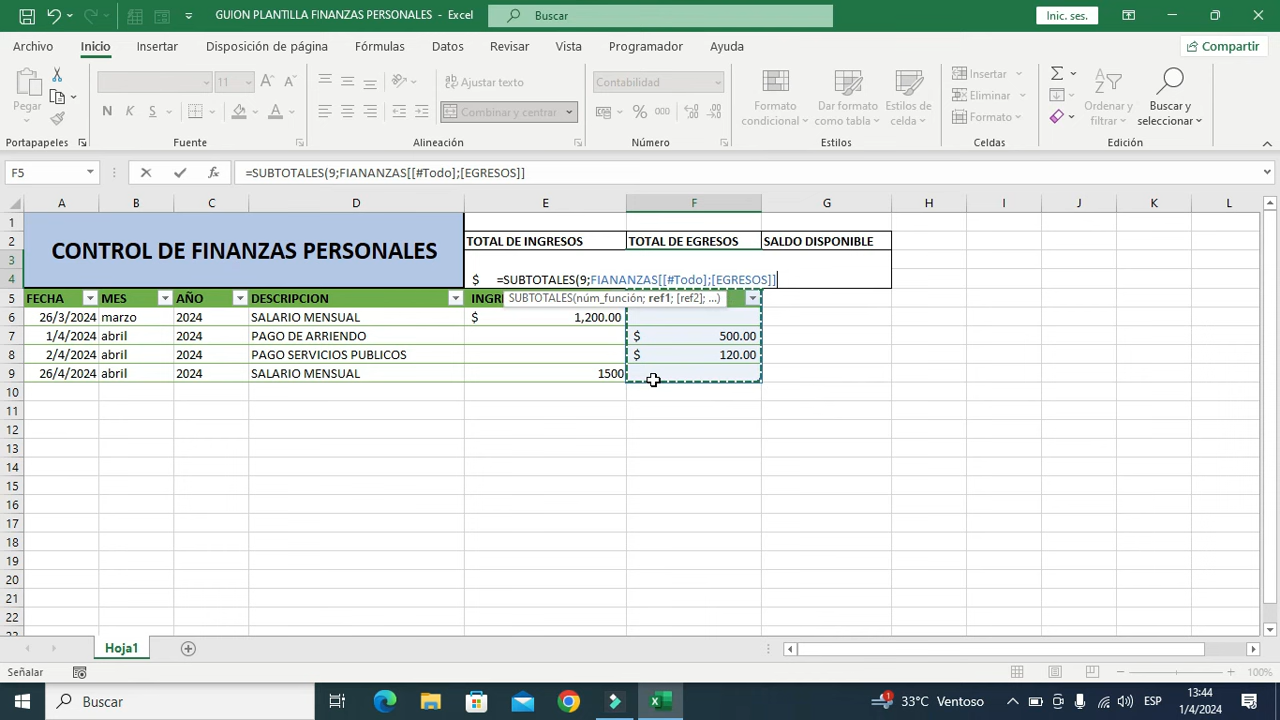 GUION PLANTILLA FINANZAS PERSONALES - Excel
Buscar
Inic. ses.
Archivo Inicio Insertar Disposición de página Fórmulas Datos Revisar Vista Programador Ayuda
Compartir
Pegar
Portapapeles
11
N K S
Fuente
Ajustar texto
Combinar y centrar
Alineación
Contabilidad
% 000
Número
Formato condicional
Dar formato como tabla
Estilos de celda
Estilos
Insertar
Eliminar
Formato
Celdas
Ordenar y filtrar
Buscar y seleccionar
Edición
F5
fx
=SUBTOTALES(9;FIANANZAS[[#Todo];[EGRESOS]]
A B C D E F G H I J K L
1
2 TOTAL DE INGRESOS TOTAL DE EGRESOS SALDO DISPONIBLE
CONTROL DE FINANZAS PERSONALES
3
4 $ =SUBTOTALES(9;FIANANZAS[[#Todo];[EGRESOS]]
5 FECHA MES AÑO DESCRIPCION INGRE
SUBTOTALES(núm_función; ref1; [ref2]; ...)
6 26/3/2024 marzo 2024 SALARIO MENSUAL $ 1,200.00
7 1/4/2024 abril 2024 PAGO DE ARRIENDO $ 500.00
8 2/4/2024 abril 2024 PAGO SERVICIOS PUBLICOS $ 120.00
9 26/4/2024 abril 2024 SALARIO MENSUAL 1500
10
11
12
13
14
15
16
17
18
19
20
21
22
Hoja1
Señalar
100%
Buscar
1
33°C Ventoso
ESP
13:44
1/4/2024